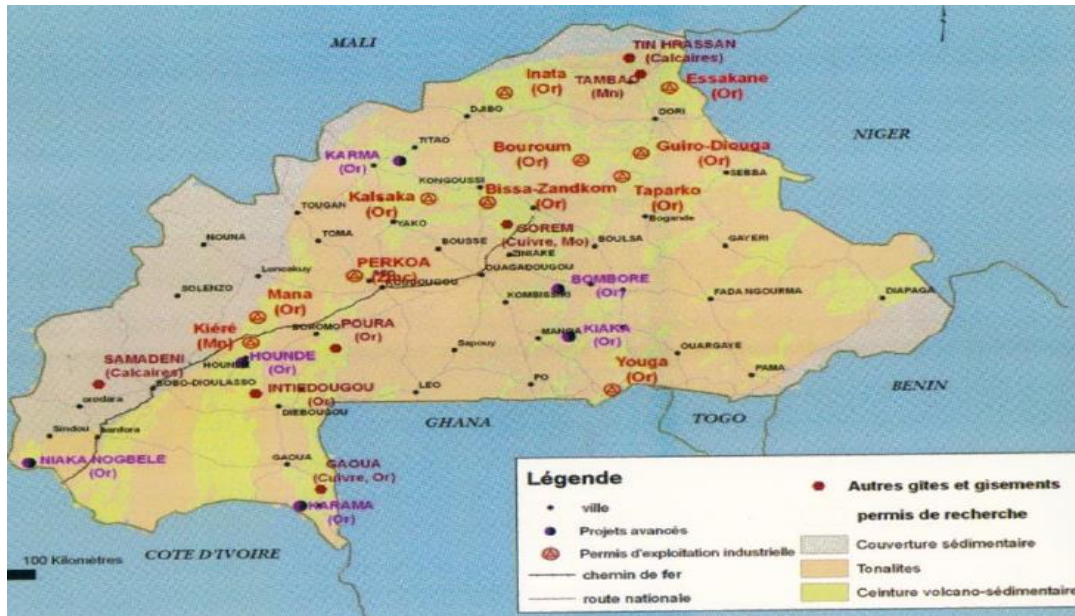 MALI
TIN HRASSAN
(Calcaires)
Inata
(Or)
TAMBAO
(Mn)
Essakane
(Or)
DJIBO
DORI
NIGER
TITAO
KARMA
(Or)
Bouroum
(Or)
Guiro-Diouga
(Or)
SEBBA
KONGOUSSI
Kalsaka
(Or)
Bissa-Zandkom
(Or)
Taparko
(Or)
TOUGAN
YAKO
Bogande
GOREM
(Cuivre, Mo)
NOUNA
TOMA
BOUSSE
ZINIARE
BOULSA
GAYERI
PERKOA
(Zinc)
OUAGADOUGOU
KOUDOUGOU
SOLENZO
BOMBORE
(Or)
KOMBISSIRI
FADA NGOURMA
DIAPAGA
Mana
(Or)
Kiéré
(Mn)
BOROMO
POURA
(Or)
MANGA
KIAKA
(Or)
SAMADENI
(Calcaires)
HOUNDE
HOUNDE
(Or)
Sapouy
OUARGAYE
Youga
(Or)
PAMA
BOBO-DIOULASSO
INTIEDOUGOU
(Or)
LEO
PO
BENIN
orodara
DIEBOUGOU
GHANA
TOGO
Sindou
banfora
NIAKA NOGBELE
(Or)
GAOUA
GAOUA
(Cuivre, Or)
KARAMA
(Or)
COTE D'IVOIRE
100 Kilomètres
Légende
ville
Projets avancés
Permis d'exploitation industrielle
chemin de fer
route nationale
Autres gîtes et gisements
permis de recherche
Couverture sédimentaire
Tonalites
Ceinture volcano-sédimentaire